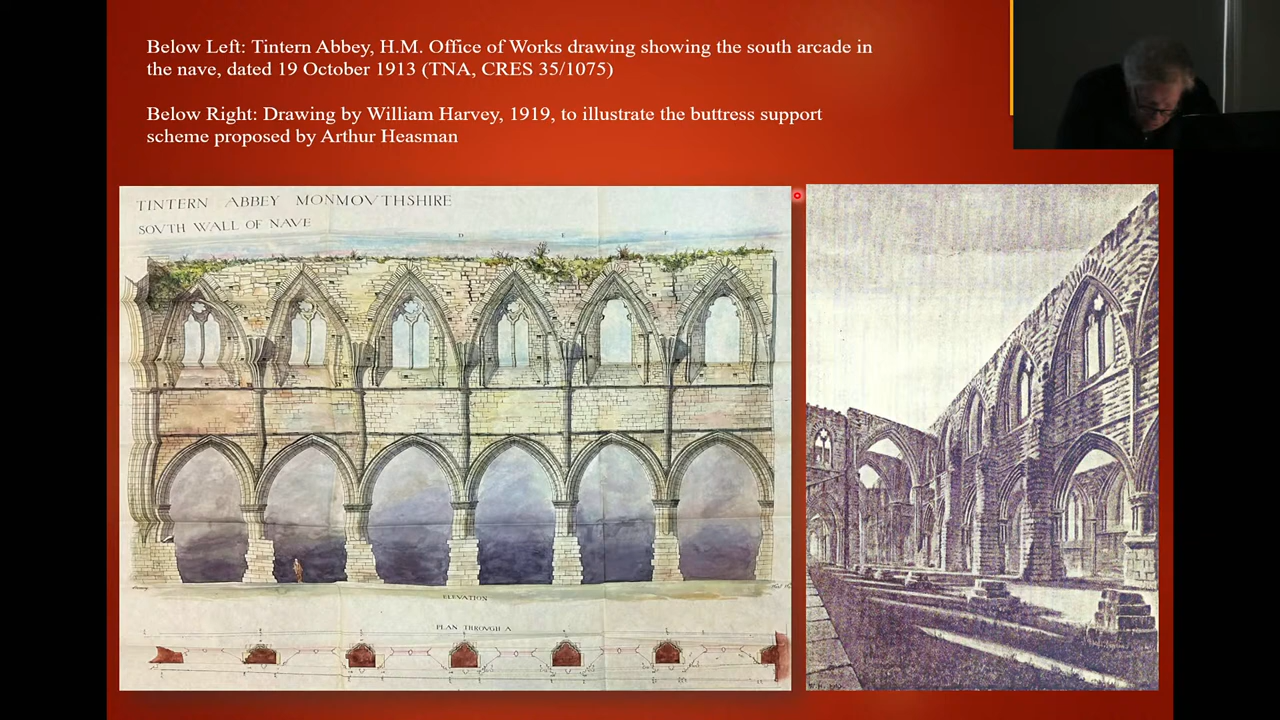 Below Left: Tintern Abbey, H.M. Office of Works drawing showing the south arcade in
the nave, dated 19 October 1913 (TNA, CRES 35/1075)
Below Right: Drawing by William Harvey, 1919, to illustrate the buttress support
scheme proposed by Arthur Heasman
TINTERN ABBEY MONMOVTHSHIRE
SOVTH WALL OF NAVE
D E F
ELEVATION
PLAN THROUGH A